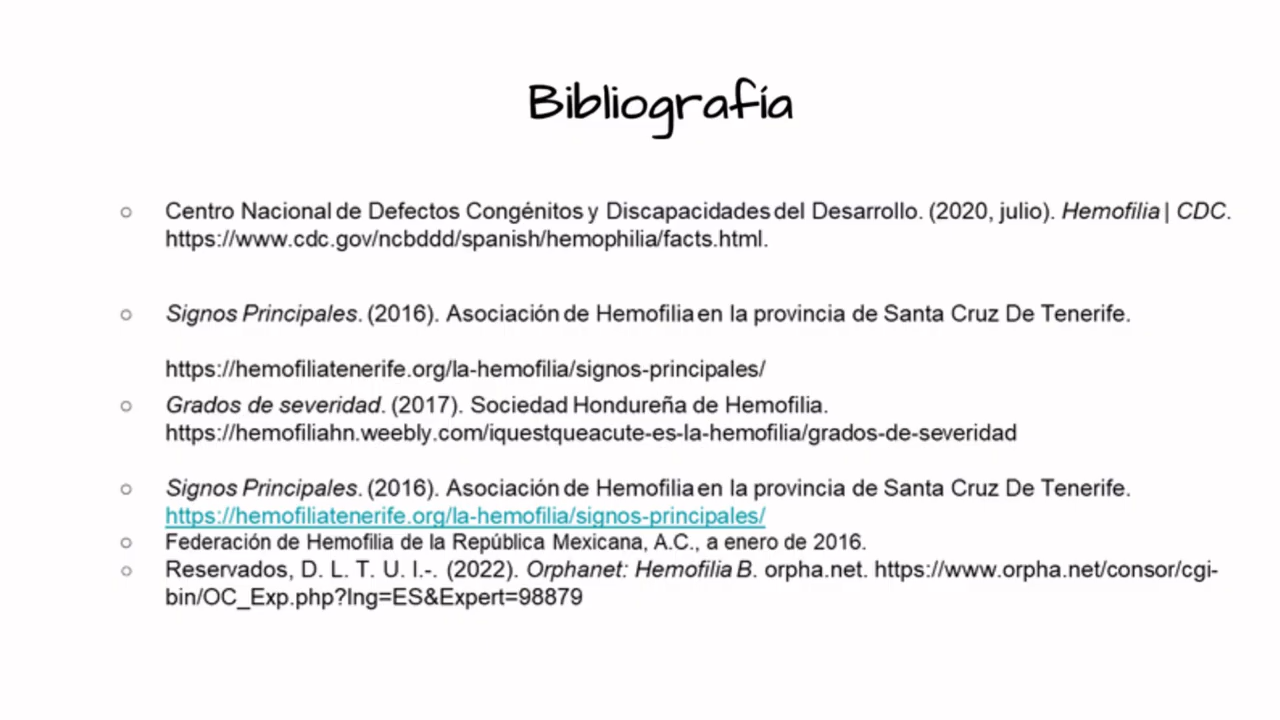 Bibliografía
Centro Nacional de Defectos Congénitos y Discapacidades del Desarrollo. (2020, julio). Hemofilia | CDC.
https://www.cdc.gov/ncbddd/spanish/hemophilia/facts.html.
Signos Principales. (2016). Asociación de Hemofilia en la provincia de Santa Cruz De Tenerife.
https://hemofiliatenerife.org/la-hemofilia/signos-principales/
Grados de severidad. (2017). Sociedad Hondureña de Hemofilia.
https://hemofiliahn.weebly.com/iquestqueacute-es-la-hemofilia/grados-de-severidad
Signos Principales. (2016). Asociación de Hemofilia en la provincia de Santa Cruz De Tenerife.
https://hemofiliatenerife.org/la-hemofilia/signos-principales/
Federación de Hemofilia de la República Mexicana, A.C., a enero de 2016.
Reservados, D. L. T. U. I.-. (2022). Orphanet: Hemofilia B. orpha.net. https://www.orpha.net/consor/cgi-
bin/OC_Exp.php?lng=ES&Expert=98879